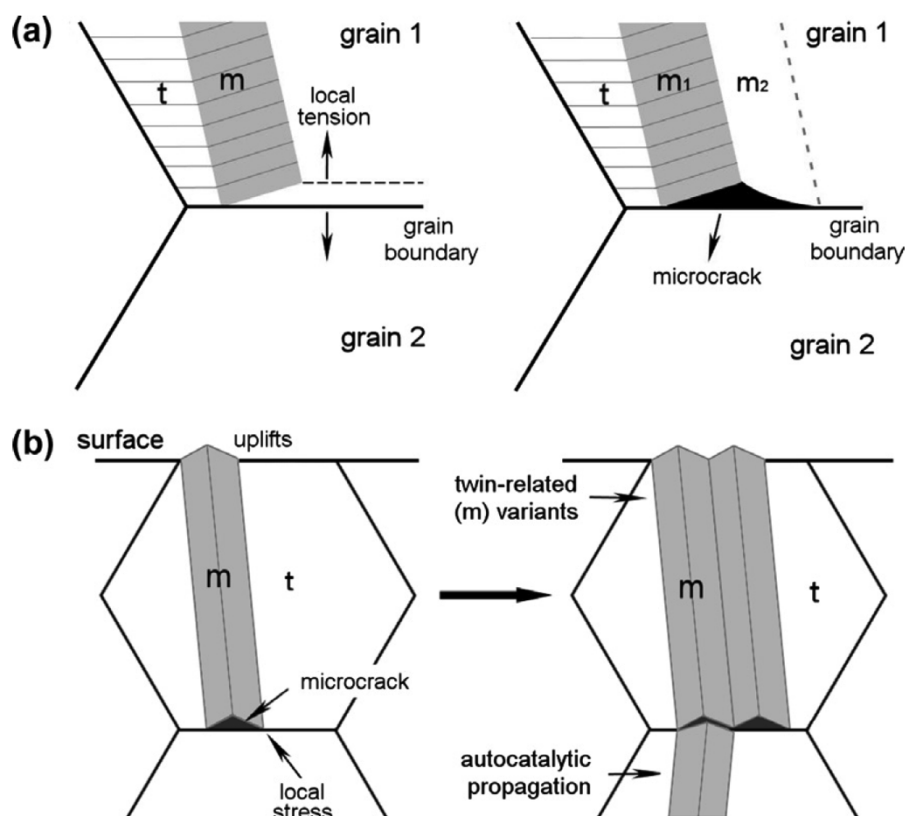 (a)
grain 1
t
m
local
tension
grain
boundary
grain 2
grain 1
t
m₁
m₂
grain
boundary
microcrack
grain 2
(b)
surface
uplifts
m
t
microcrack
local
stress
twin-related
(m) variants
m
t
autocatalytic
propagation